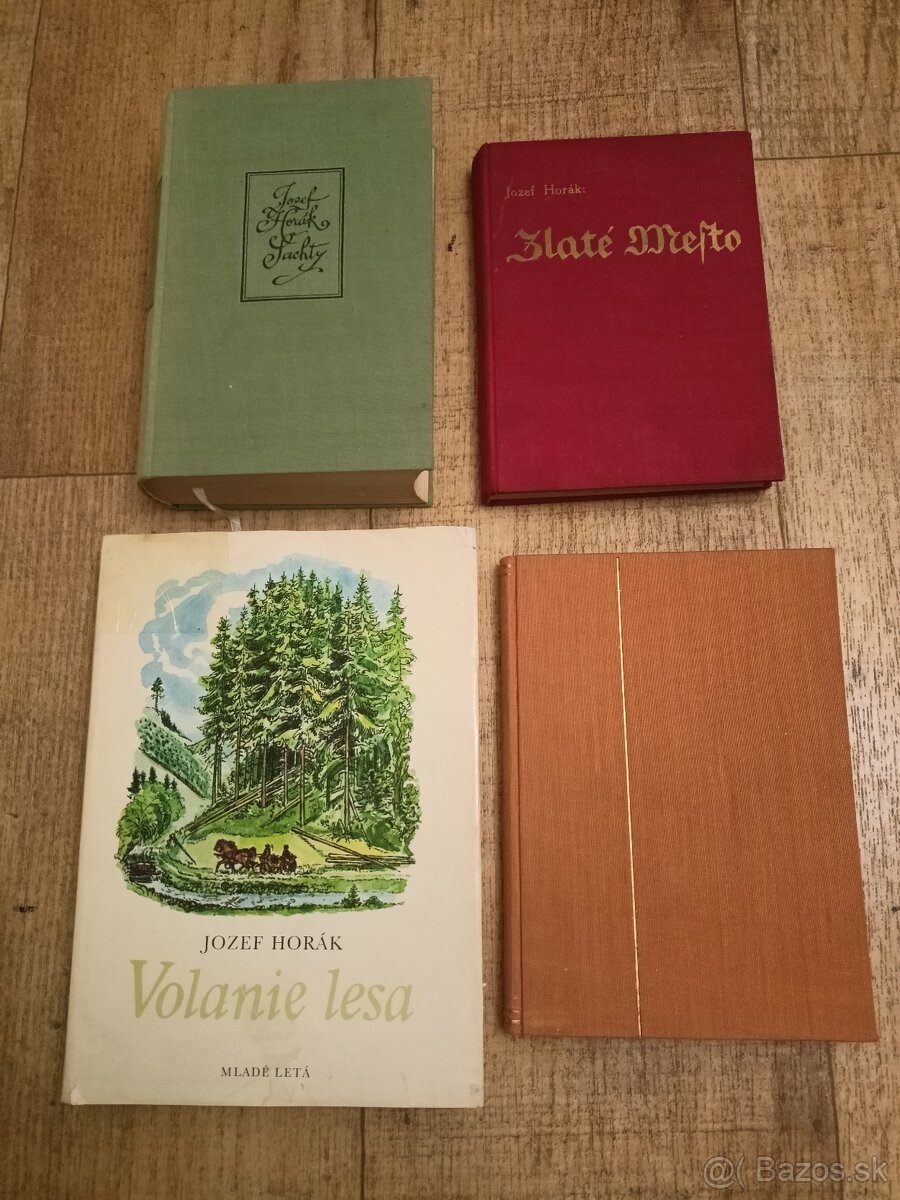 Jozef
Horák
Šachty
Jozef Horák:
Zlaté Meſto
JOZEF HORÁK
Volanie lesa
MLADÉ LETÁ
@( Bazos.sk